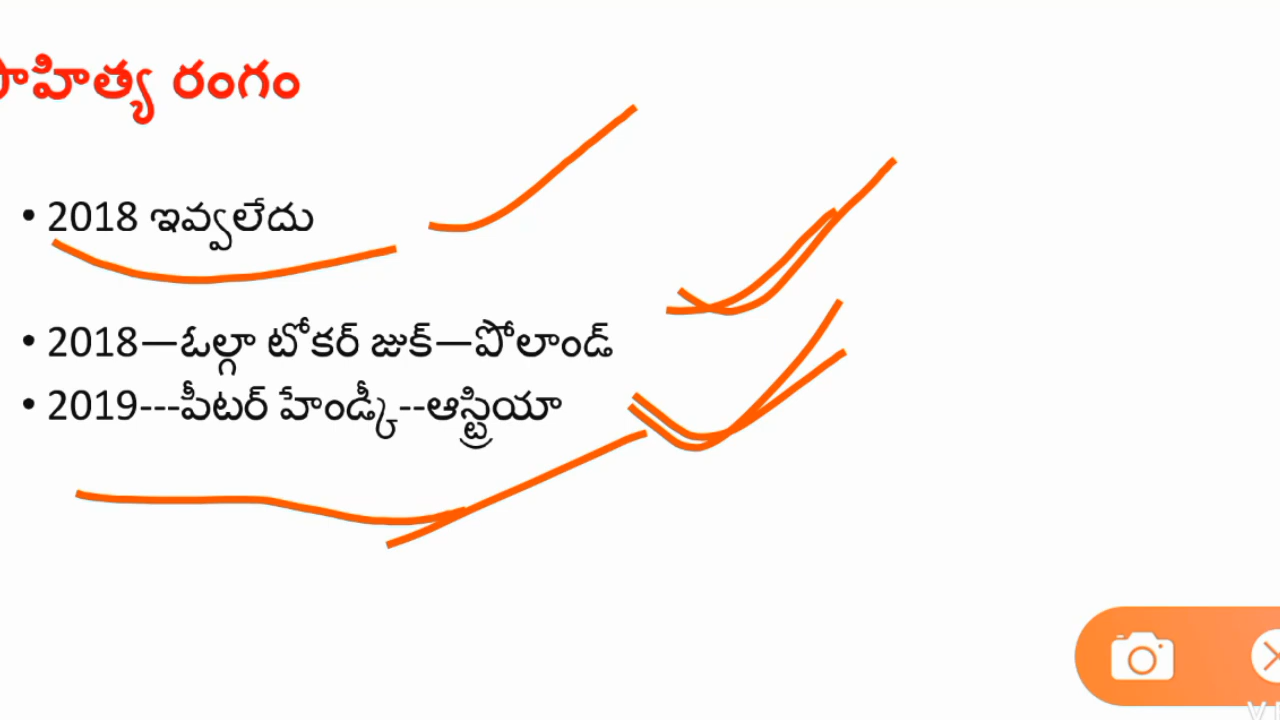 సాహిత్య రంగం
• 2018 ఇవ్వలేదు
• 2018—ఓల్గా టోకర్ జుక్—పోలాండ్
• 2019---పీటర్ హేండ్కీ--ఆస్ట్రియా